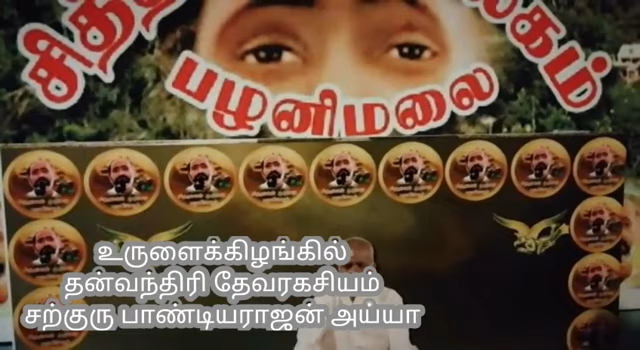 பழனிமலை
உருளைக்கிழங்கில்
தன்வந்திரி தேவரகசியம்
சற்குரு பாண்டியராஜன் அய்யா